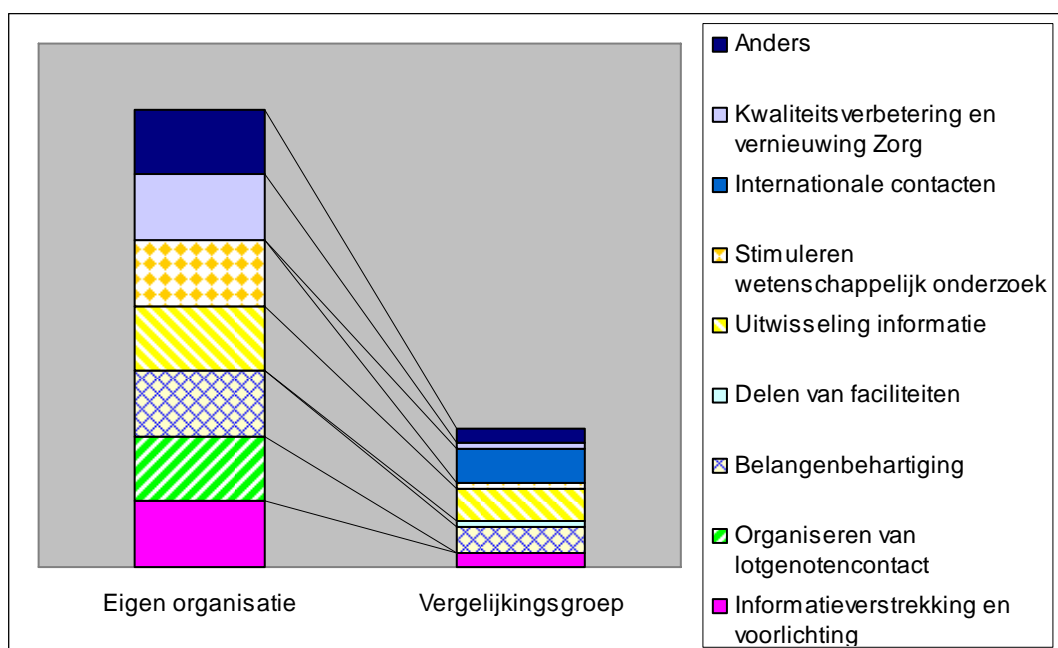 Anders
Kwaliteitsverbetering en
vernieuwing Zorg
Internationale contacten
Stimuleren
wetenschappelijk onderzoek
Uitwisseling informatie
Delen van faciliteiten
Belangenbehartiging
Organiseren van
lotgenotencontact
Informatieverstrekking en
voorlichting
Eigen organisatie
Vergelijkingsgroep